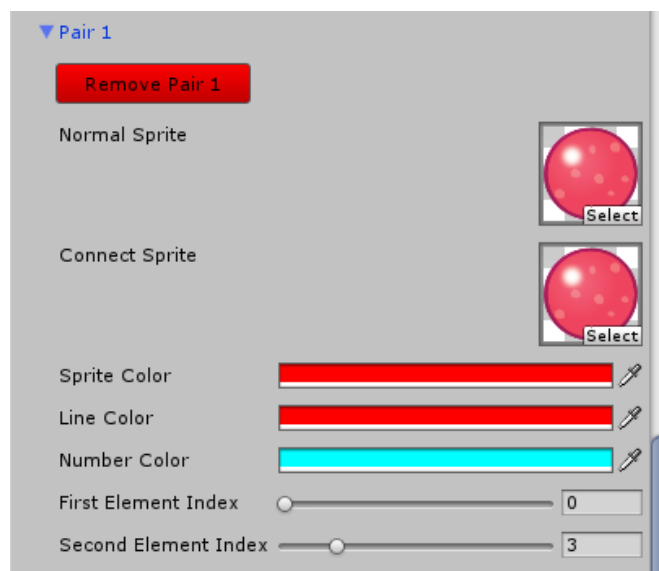 Pair 1
Remove Pair 1
Normal Sprite
Select
Connect Sprite
Select
Sprite Color
Line Color
Number Color
First Element Index 0
Second Element Index 3